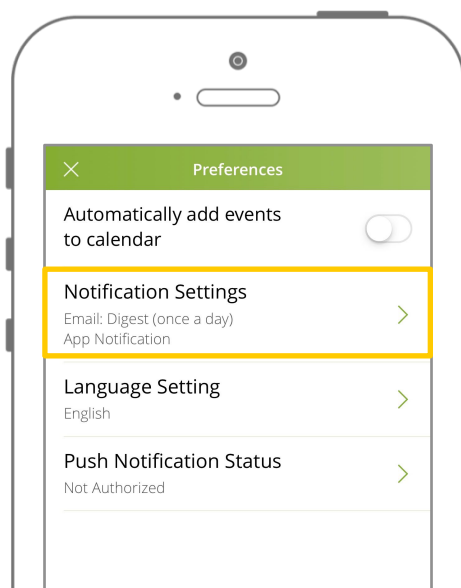 Preferences
Automatically add events
to calendar
Notification Settings
Email: Digest (once a day)
App Notification
Language Setting
English
Push Notification Status
Not Authorized